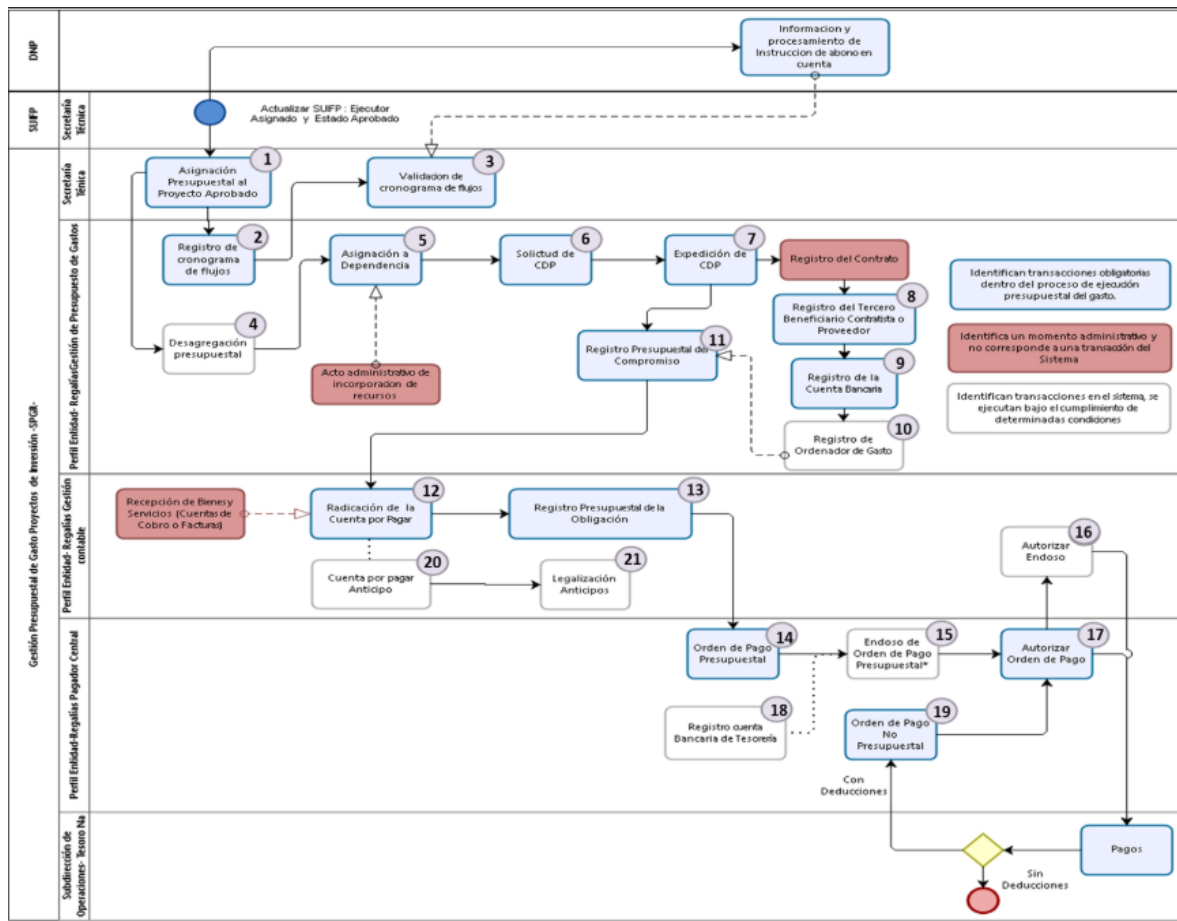 DNP
Informacion y
procesamiento de
Instruccion de abono en
cuenta
SUIFP
Secretaría
Técnica
Actualizar SUIFP : Ejecutor
Asignado y Estado Aprobado
Gestión Presupuestal de Gasto Proyectos de Inversión -SPGR-
Secretaría
Ténica
1
Asignación
Presupuestal al
Proyecto Aprobado
3
Validacion de
cronograma de flujos
Perfil Entidad- RegalíasGestión de Presupuesto de Gastos
2
Registro de
cronograma
de flujos
5
Asignación a
Dependencia
6
Solictud de
CDP
7
Expedición de
CDP
Registro del Contrato
Identifican transacciones obligatorias
dentro del proceso de ejecución
presupuestal del gasto.
4
Desagregación
presupuestal
8
Registro del Tercero
Beneficiario Contratista o
Proveedor
11
Registro Presupuestal del
Compromiso
Identifica un momento administrativo y
no corresponde a una transacción del
Sistema
Acto administrativo de
incorporacion de
recursos
9
Registro de la
Cuenta Bancaria
Identifican transacciones en el sistema, se
ejecutan bajo el cumplimiento de
determinadas condiciones
10
Registro de
Ordenador de Gasto
Perfil Entidad- Regalías Gestión
contable
Recepción de Bienes y
Servicios (Cuentas de
Cobro o Facturas)
12
Radicación de la
Cuenta por Pagar
13
Registro Presupuestal de la
Obligación
16
Autorizar
Endoso
20
Cuenta por pagar
Anticipo
21
Legalización
Anticipos
Perfil Entidad-Regalías Pagador Central
14
Orden de Pago
Presupuestal
15
Endoso de
Orden de Pago
Presupuestal*
17
Autorizar
Orden de Pago
18
Registro cuenta
Bancaria de Tesorería
19
Orden de Pago
No
Presupuestal
Con
Deducciones
Subdirección de
Operaciones- Tesoro Na
Pagos
Sin
Deducciones